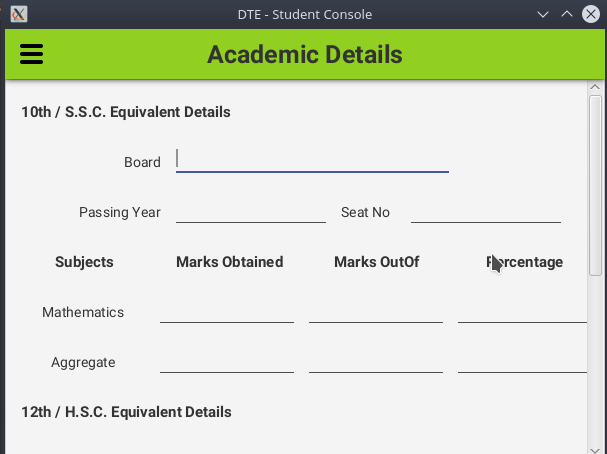 DTE - Student Console
Academic Details
10th / S.S.C. Equivalent Details
Board
Passing Year Seat No
Subjects Marks Obtained Marks OutOf Percentage
Mathematics
Aggregate
12th / H.S.C. Equivalent Details